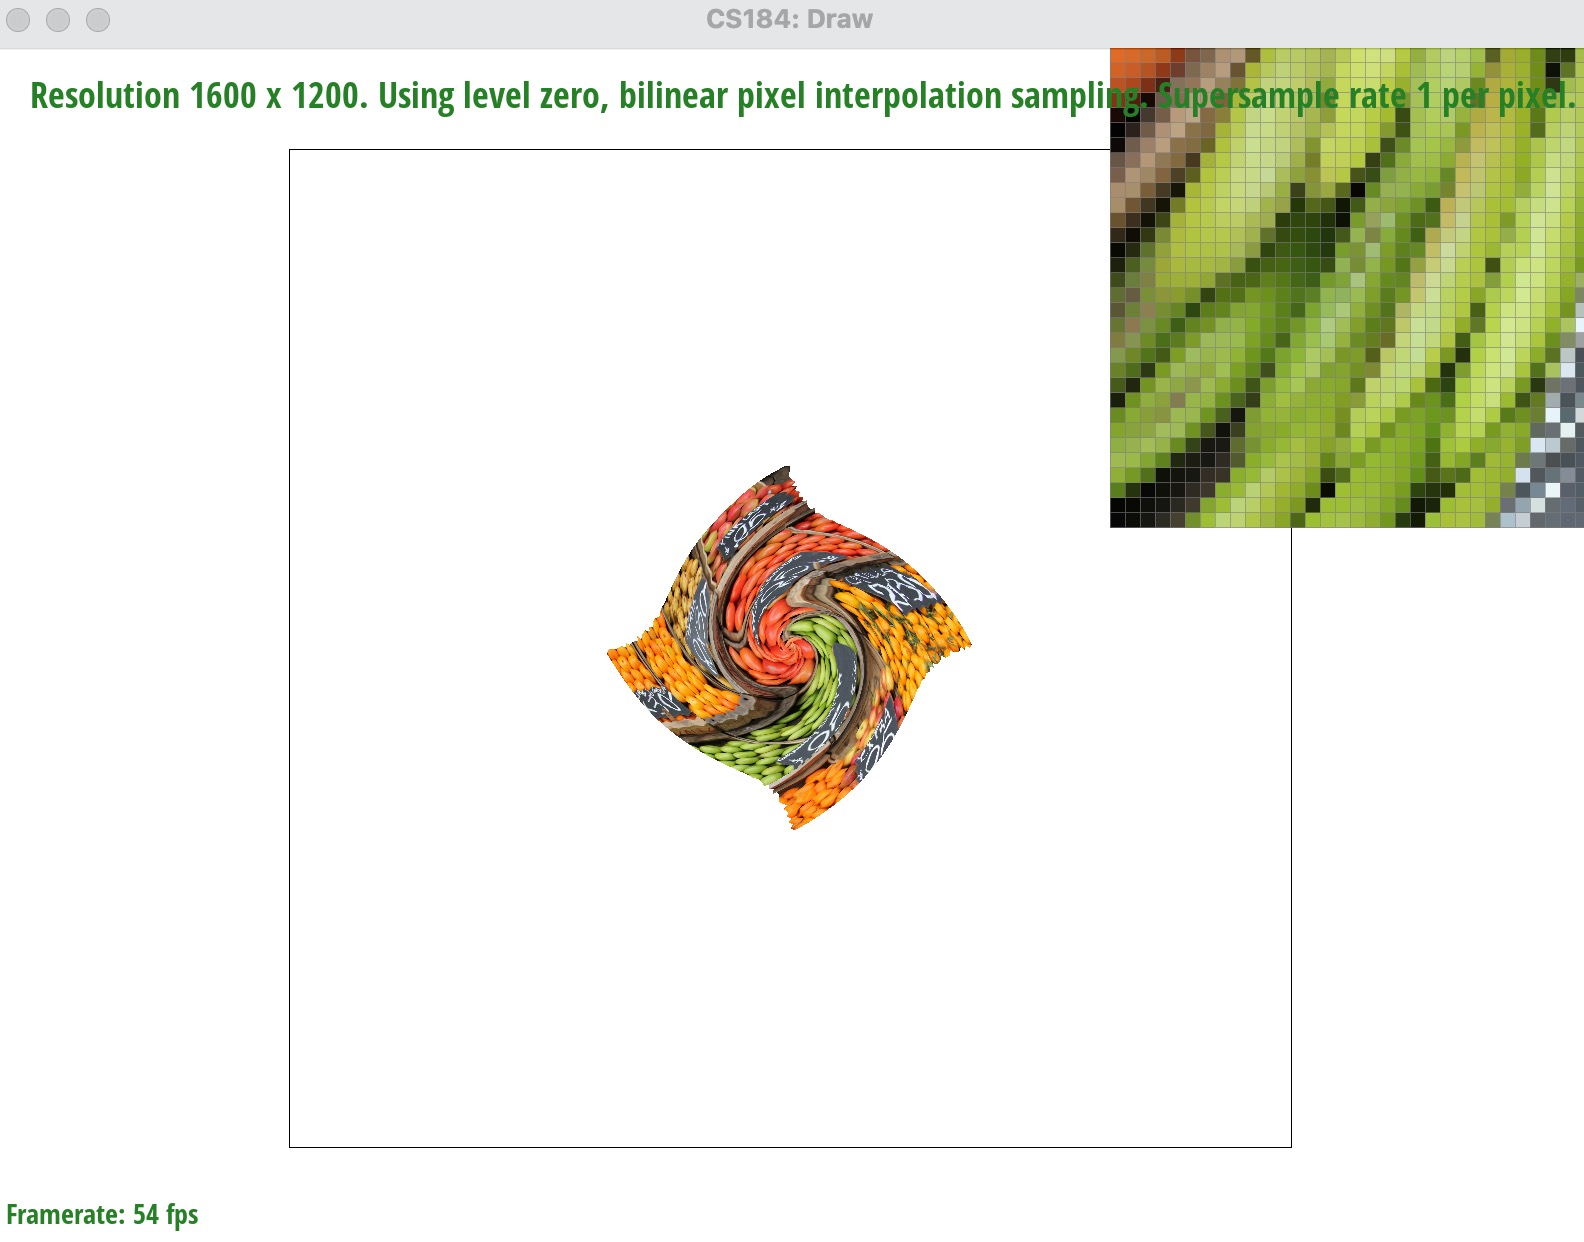 CS184: Draw
Resolution 1600 x 1200. Using level zero, bilinear pixel interpolation sampling. Supersample rate 1 per pixel.
Framerate: 54 fps